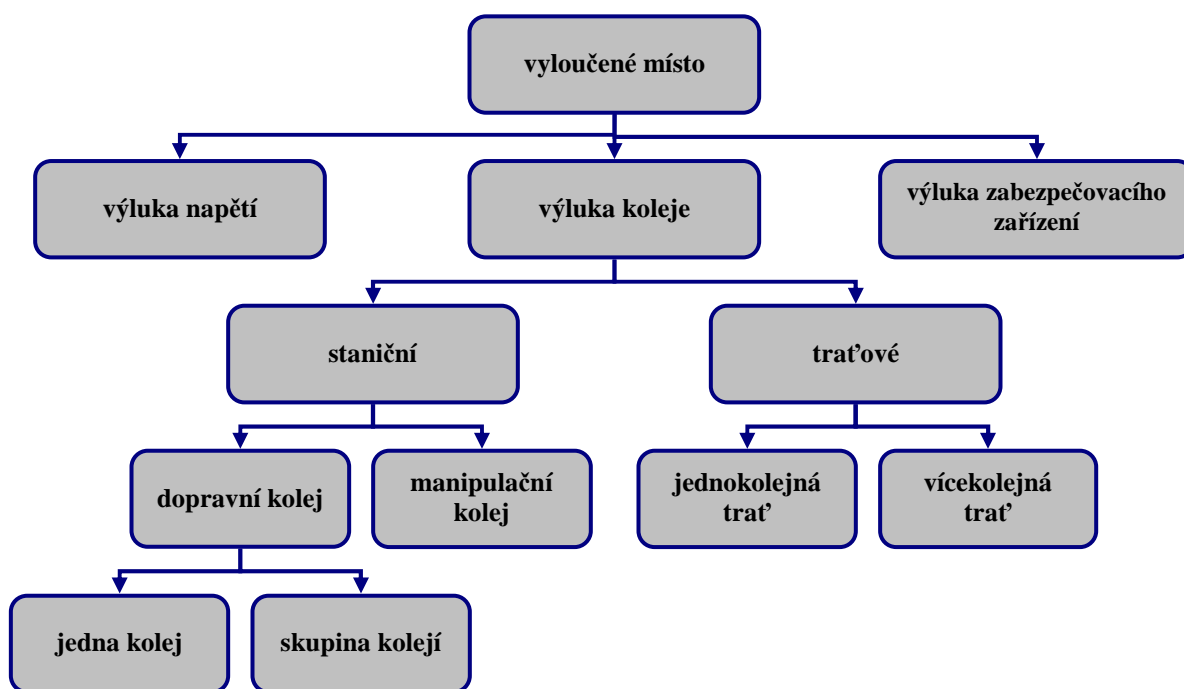 vyloučené místo
výluka napětí
výluka koleje
výluka zabezpečovacího
zařízení
staniční
traťové
dopravní kolej
manipulační
kolej
jednokolejná
trať
vícekolejná
trať
jedna kolej
skupina kolejí